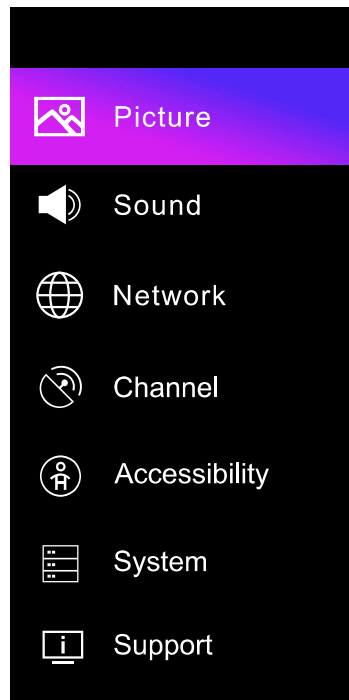 Picture
Sound
Network
Channel
Accessibility
System
Support